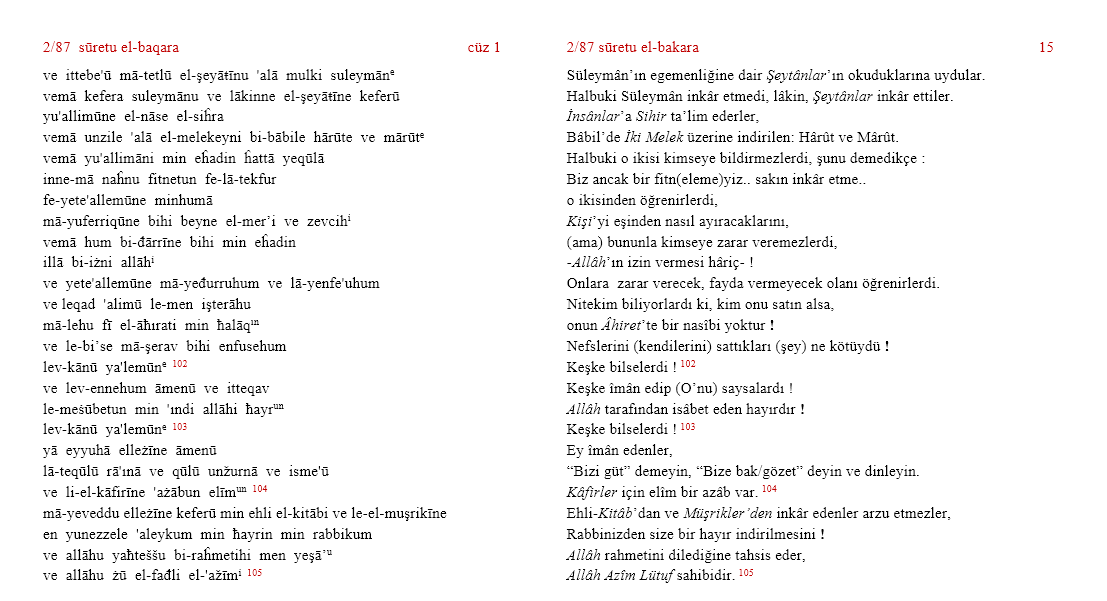 2/87 sūretu el-baqara
cüz 1
ve ittebe'ū mā-tetlū el-şeyāŧīnu 'alā mulki suleymānᵉ
vemā kefera suleymānu ve lākinne el-şeyāŧīne keferū
yu'allimūne el-nāse el-siĥra
vemā unzile 'alā el-melekeyni bi-bābile hārūte ve mārūtᵉ
vemā yu'allimāni min eĥadin ĥattā yeqūlā
inne-mā naĥnu fitnetun fe-lā-tekfur
fe-yete'allemūne minhumā
mā-yuferriqūne bihi beyne el-mer’i ve zevcihⁱ
vemā hum bi-đārrīne bihi min eĥadin
illā bi-iżni allāhⁱ
ve yete'allemūne mā-yeđurruhum ve lā-yenfe'uhum
ve leqad 'alimū le-men işterāhu
mā-lehu fī el-āħirati min ħalāqⁱⁿ
ve le-bi’se mā-şerav bihi enfusehum
lev-kānū ya'lemūnᵉ 102
ve lev-ennehum āmenū ve itteqav
le-meśūbetun min 'ındi allāhi ħayrᵘⁿ
lev-kānū ya'lemūnᵉ 103
yā eyyuhā elleżīne āmenū
lā-teqūlū rā'ınā ve qūlū unžurnā ve isme'ū
ve li-el-kāfirīne 'ażābun elīmᵘⁿ 104
mā-yeveddu elleżīne keferū min ehli el-kitābi ve le-el-muşrikīne
en yunezzele 'aleykum min ħayrin min rabbikum
ve allāhu yaħteššu bi-raĥmetihi men yeşā’ᵘ
ve allāhu żū el-fađli el-'ažīmⁱ 105
2/87 sūretu el-bakara
15
Süleymân’ın egemenliğine dair Şeytânlar’ın okuduklarına uydular.
Halbuki Süleymân inkâr etmedi, lâkin, Şeytânlar inkâr ettiler.
İnsânlar’a Sihir ta’lim ederler,
Bâbil’de İki Melek üzerine indirilen: Hârût ve Mârût.
Halbuki o ikisi kimseye bildirmezlerdi, şunu demedikçe :
Biz ancak bir fitn(eleme)yiz.. sakın inkâr etme..
o ikisinden öğrenirlerdi,
Kişi’yi eşinden nasıl ayıracaklarını,
(ama) bununla kimseye zarar veremezlerdi,
-Allâh’ın izin vermesi hâriç- !
Onlara zarar verecek, fayda vermeyecek olanı öğrenirlerdi.
Nitekim biliyorlardı ki, kim onu satın alsa,
onun Âhiret’te bir nasîbi yoktur !
Nefslerini (kendilerini) sattıkları (şey) ne kötüydü !
Keşke bilselerdi ! 102
Keşke îmân edip (O’nu) saysalardı !
Allâh tarafından isâbet eden hayırdır !
Keşke bilselerdi ! 103
Ey îmân edenler,
“Bizi güt” demeyin, “Bize bak/gözet” deyin ve dinleyin.
Kâfirler için elîm bir azâb var. 104
Ehli-Kitâb’dan ve Müşrikler’den inkâr edenler arzu etmezler,
Rabbinizden size bir hayır indirilmesini !
Allâh rahmetini dilediğine tahsis eder,
Allâh Azîm Lütuf sahibidir. 105